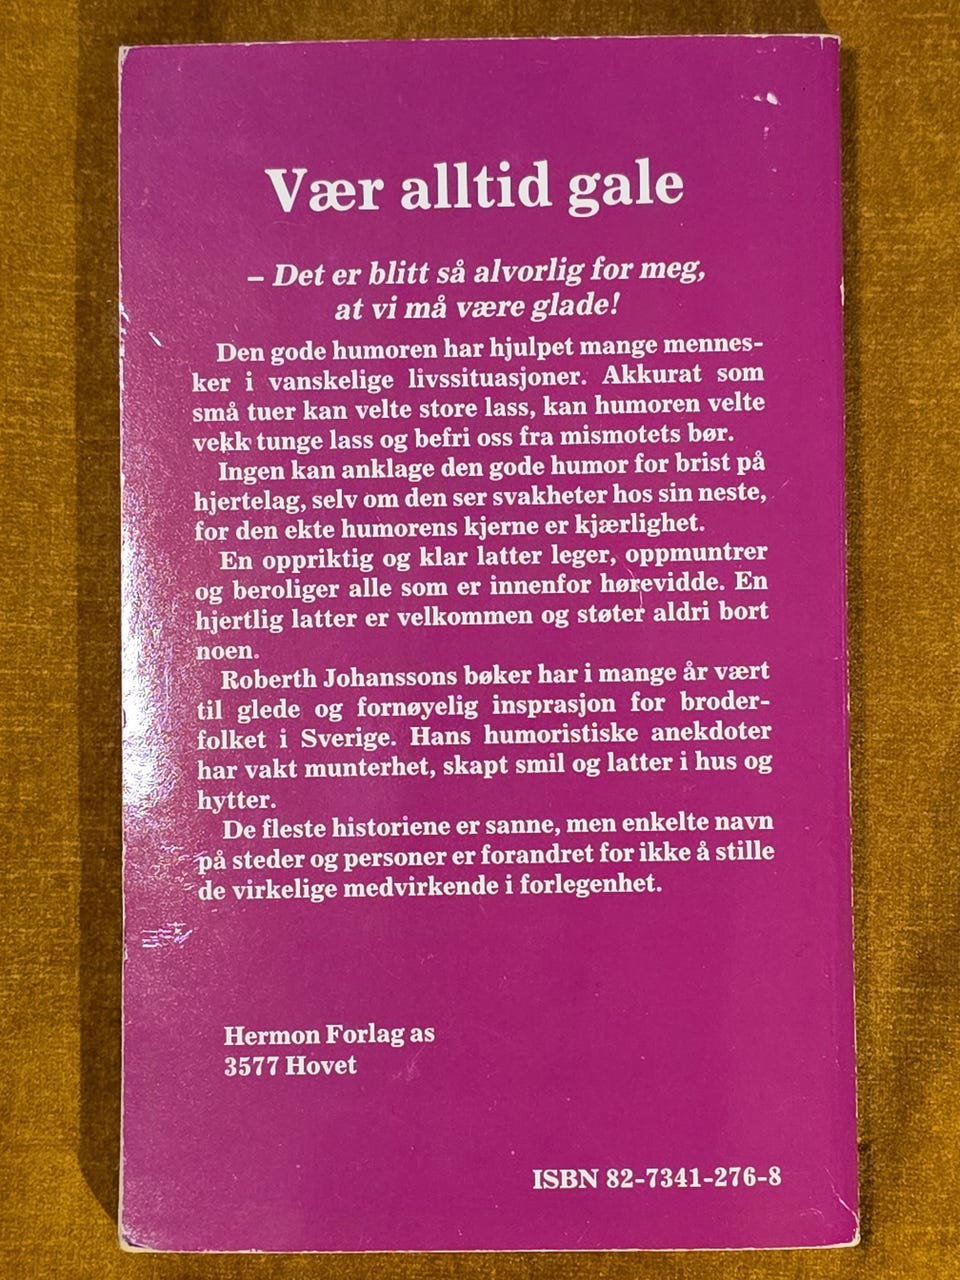 Vær alltid gale
– Det er blitt så alvorlig for meg,
at vi må være glade!
Den gode humoren har hjulpet mange mennes-
ker i vanskelige livssituasjoner. Akkurat som
små tuer kan velte store lass, kan humoren velte
vekk tunge lass og befri oss fra mismotets bør.
Ingen kan anklage den gode humor for brist på
hjertelag, selv om den ser svakheter hos sin neste,
for den ekte humorens kjerne er kjærlighet.
En oppriktig og klar latter leger, oppmuntrer
og beroliger alle som er innenfor hørevidde. En
hjertlig latter er velkommen og støter aldri bort
noen.
Roberth Johanssons bøker har i mange år vært
til glede og fornøyelig insprasjon for broder-
folket i Sverige. Hans humoristiske anekdoter
har vakt munterhet, skapt smil og latter i hus og
hytter.
De fleste historiene er sanne, men enkelte navn
på steder og personer er forandret for ikke å stille
de virkelige medvirkende i forlegenhet.
Hermon Forlag as
3577 Hovet
ISBN 82-7341-276-8